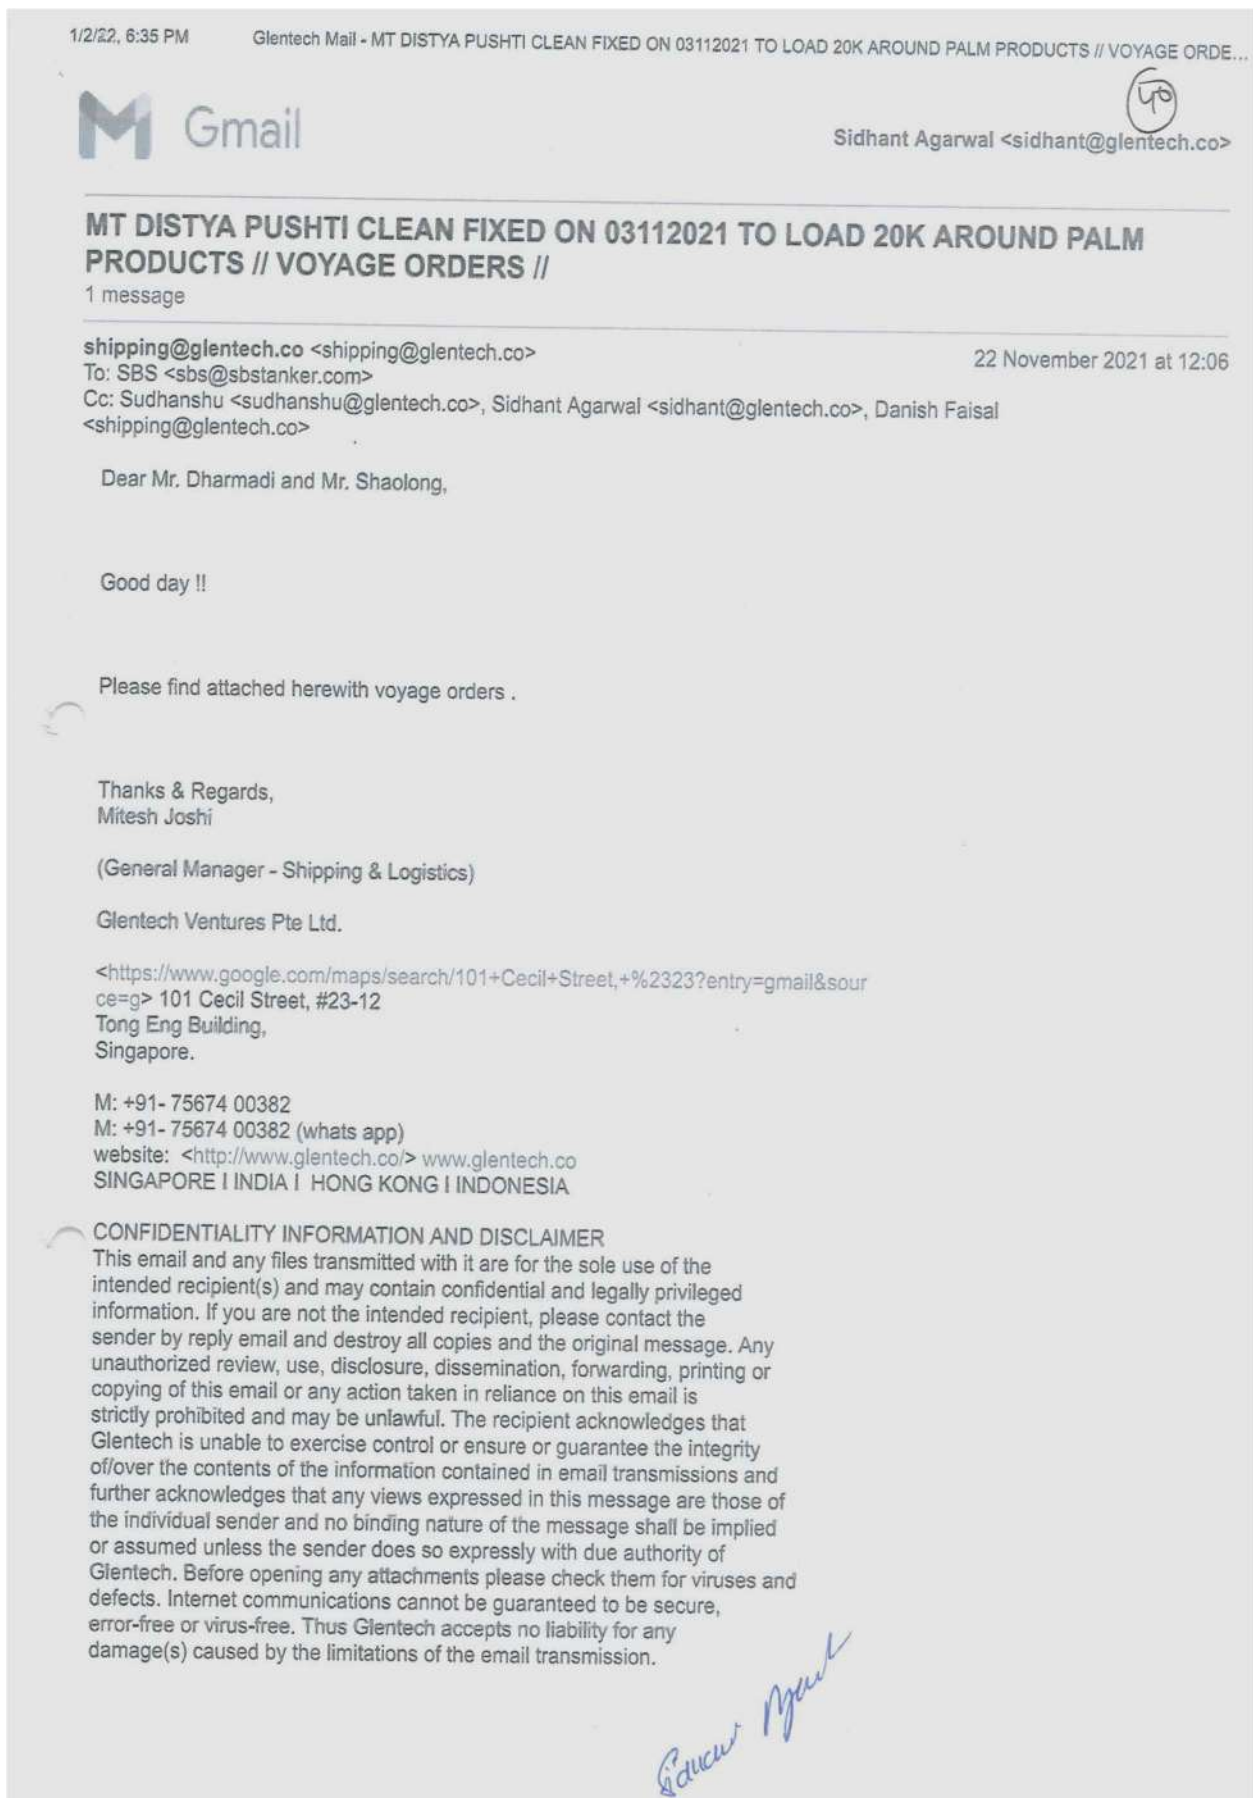 1/2/22, 6:35 PM Glentech Mail - MT DISTYA PUSHTI CLEAN FIXED ON 03112021 TO LOAD 20K AROUND PALM PRODUCTS // VOYAGE ORDE...
40
Gmail
Sidhant Agarwal <sidhant@glentech.co>
MT DISTYA PUSHTI CLEAN FIXED ON 03112021 TO LOAD 20K AROUND PALM
PRODUCTS // VOYAGE ORDERS //
1 message
shipping@glentech.co <shipping@glentech.co> 22 November 2021 at 12:06
To: SBS <sbs@sbstanker.com>
Cc: Sudhanshu <sudhanshu@glentech.co>, Sidhant Agarwal <sidhant@glentech.co>, Danish Faisal
<shipping@glentech.co>
Dear Mr. Dharmadi and Mr. Shaolong,
Good day !!
Please find attached herewith voyage orders .
Thanks & Regards,
Mitesh Joshi
(General Manager - Shipping & Logistics)
Glentech Ventures Pte Ltd.
<https://www.google.com/maps/search/101+Cecil+Street,+%2323?entry=gmail&sour
ce=g> 101 Cecil Street, #23-12
Tong Eng Building,
Singapore.
M: +91- 75674 00382
M: +91- 75674 00382 (whats app)
website: <http://www.glentech.co/> www.glentech.co
SINGAPORE I INDIA I HONG KONG I INDONESIA
CONFIDENTIALITY INFORMATION AND DISCLAIMER
This email and any files transmitted with it are for the sole use of the
intended recipient(s) and may contain confidential and legally privileged
information. If you are not the intended recipient, please contact the
sender by reply email and destroy all copies and the original message. Any
unauthorized review, use, disclosure, dissemination, forwarding, printing or
copying of this email or any action taken in reliance on this email is
strictly prohibited and may be unlawful. The recipient acknowledges that
Glentech is unable to exercise control or ensure or guarantee the integrity
of/over the contents of the information contained in email transmissions and
further acknowledges that any views expressed in this message are those of
the individual sender and no binding nature of the message shall be implied
or assumed unless the sender does so expressly with due authority of
Glentech. Before opening any attachments please check them for viruses and
defects. Internet communications cannot be guaranteed to be secure,
error-free or virus-free. Thus Glentech accepts no liability for any
damage(s) caused by the limitations of the email transmission.